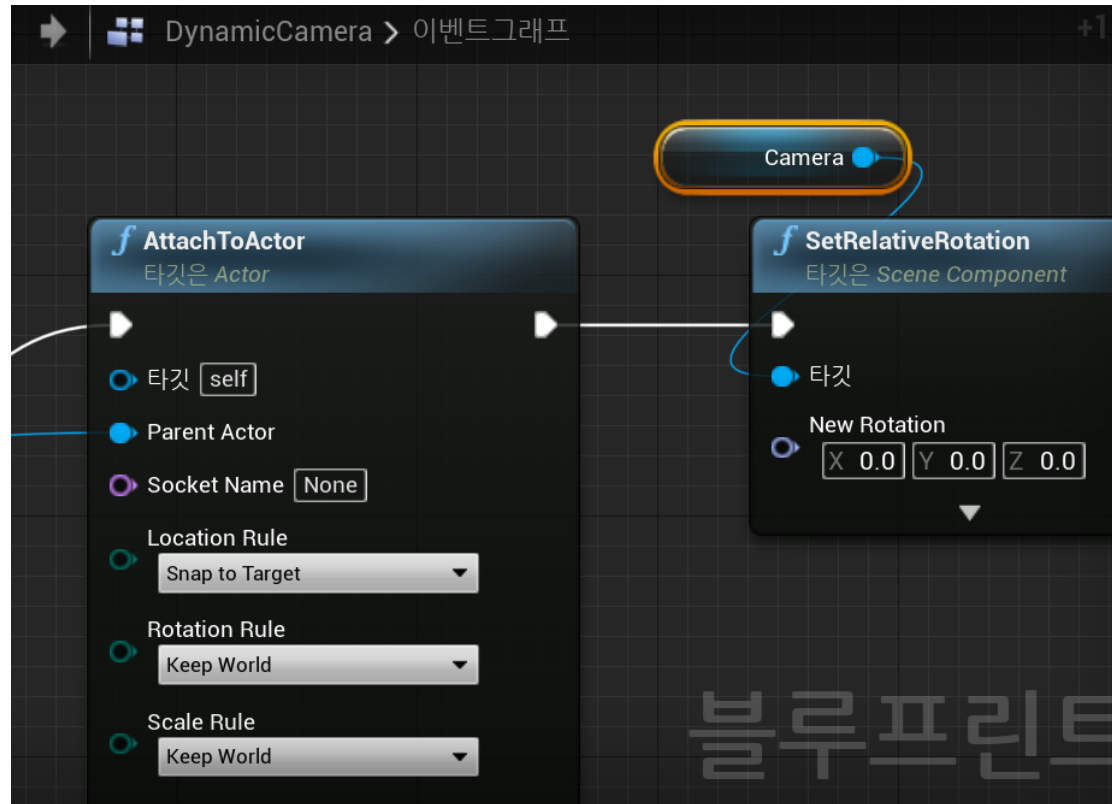 DynamicCamera > 이벤트그래프
+1
Camera
f AttachToActor
타깃은 Actor
타깃 self
Parent Actor
Socket Name None
Location Rule
Snap to Target
Rotation Rule
Keep World
Scale Rule
Keep World
f SetRelativeRotation
타깃은 Scene Component
타깃
New Rotation
X 0.0 Y 0.0 Z 0.0
블루프린트